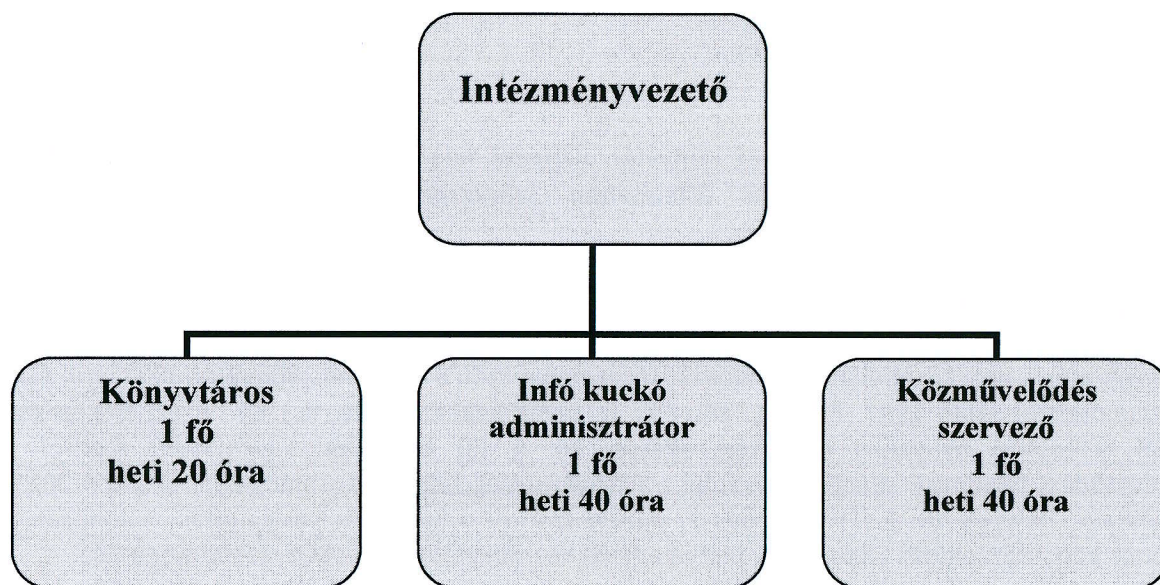 Intézményvezető
Könyvtáros
1 fő
heti 20 óra
Infó kuckó
adminisztrátor
1 fő
heti 40 óra
Közművelődés
szervező
1 fő
heti 40 óra